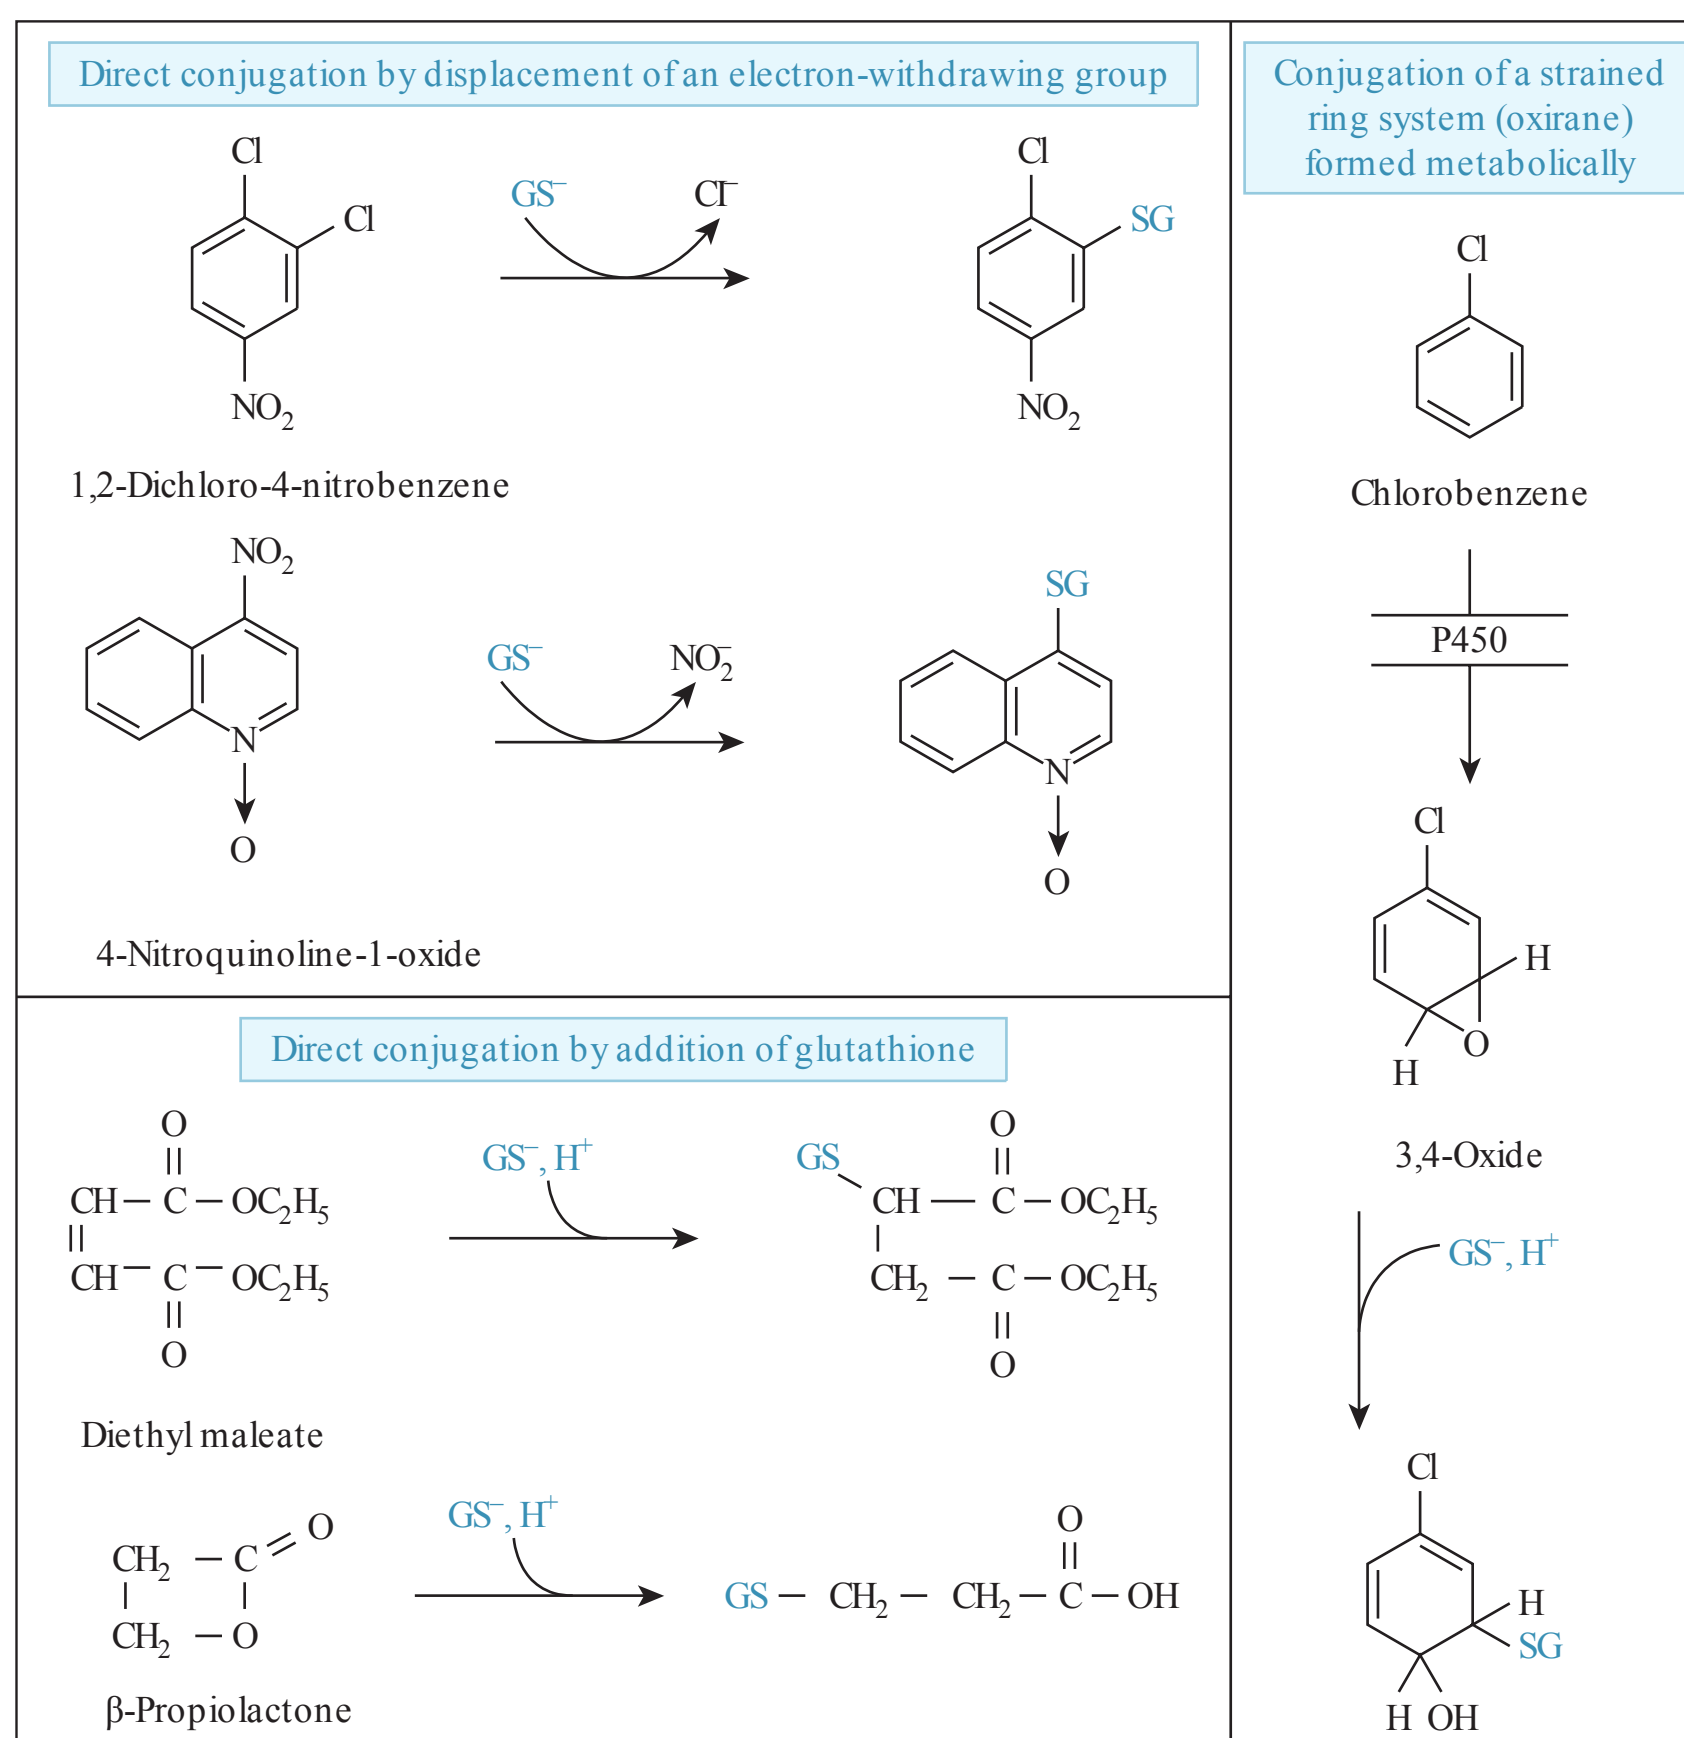 Direct conjugation by displacement of an electron-withdrawing group
Cl
Cl
NO2
GS−
Cl−
Cl
SG
NO2
1,2-Dichloro-4-nitrobenzene
NO2
N
O
GS−
NO2−
SG
N
O
4-Nitroquinoline-1-oxide
Direct conjugation by addition of glutathione
O
CH — C — OC2H5
CH — C — OC2H5
O
GS−, H+
O
GS
CH — C — OC2H5
CH2 — C — OC2H5
O
Diethyl maleate
O
CH2 — C
CH2 — O
GS−, H+
O
GS — CH2 — CH2 — C — OH
β-Propiolactone
Conjugation of a strained
ring system (oxirane)
formed metabolically
Cl
Chlorobenzene
P450
Cl
H
O
H
3,4-Oxide
GS−, H+
Cl
H
SG
H OH